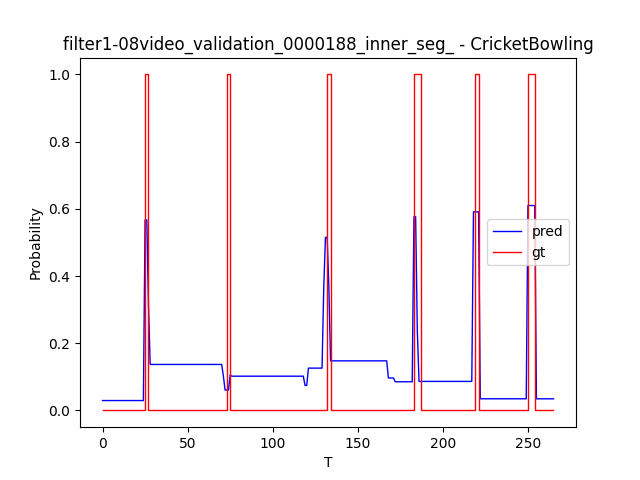 filter1-08video_validation_0000188_inner_seg_ - CricketBowling
1.0
0.8
0.6
0.4
0.2
0.0
Probability
pred
gt
0 50 100 150 200 250
T